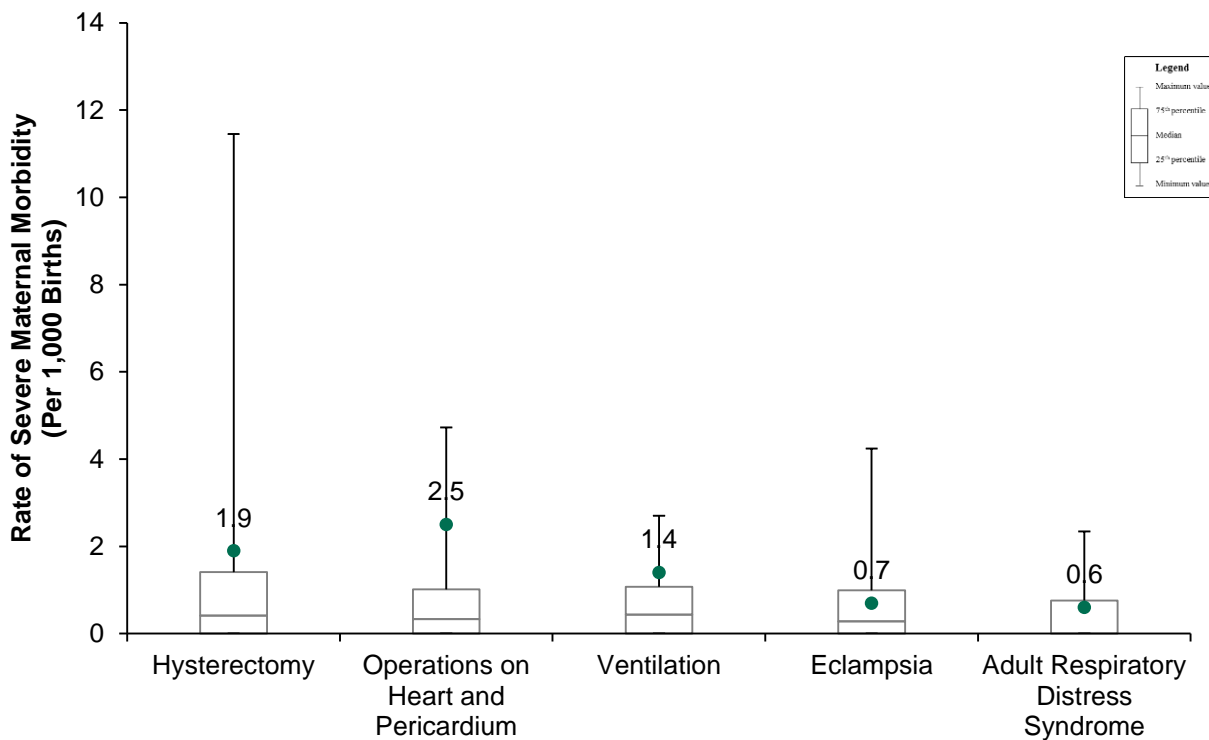 Rate of Severe Maternal Morbidity
(Per 1,000 Births)
14
12
10
8
6
4
2
0
1.9
2.5
1.4
0.7
0.6
Hysterectomy
Operations on
Heart and
Pericardium
Ventilation
Eclampsia
Adult Respiratory
Distress
Syndrome
Legend
Maximum value
75th percentile
Median
25th percentile
Minimum value